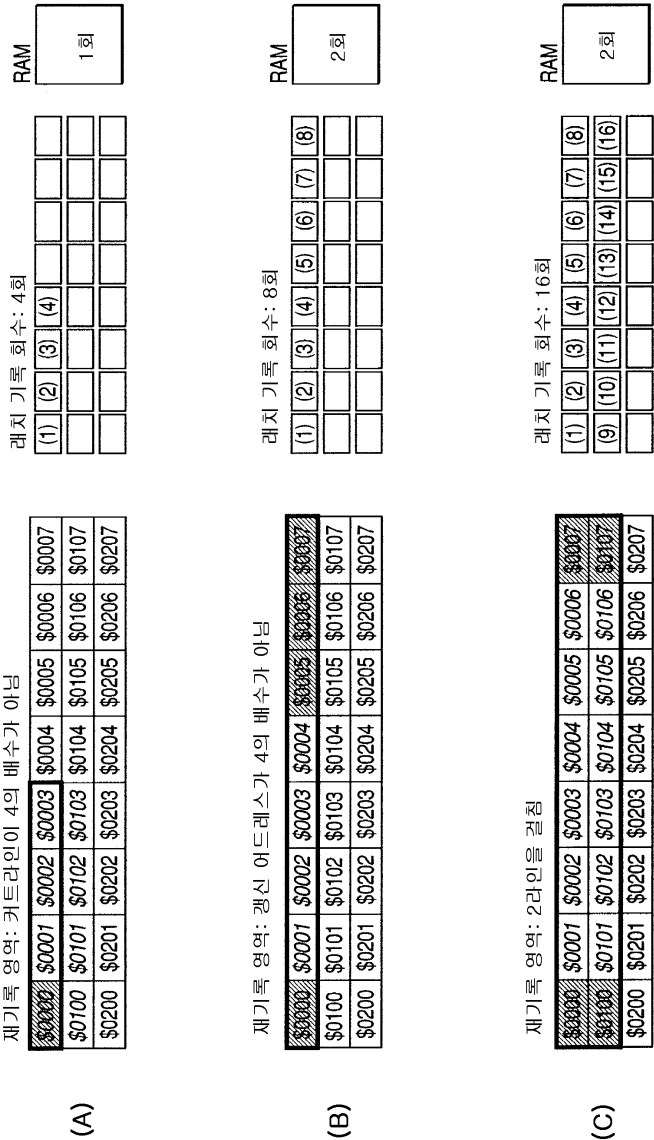 (A)
재기록 영역: 커트라인이 4의 배수가 아님
$0000 $0001 $0002 $0003 $0004 $0005 $0006 $0007
$0100 $0101 $0102 $0103 $0104 $0105 $0106 $0107
$0200 $0201 $0202 $0203 $0204 $0205 $0206 $0207
래치 기록 회수: 4회
(1) (2) (3) (4)
RAM
1회
(B)
재기록 영역: 갱신 어드레스가 4의 배수가 아님
$0000 $0001 $0002 $0003 $0004 $0005 $0006 $0007
$0100 $0101 $0102 $0103 $0104 $0105 $0106 $0107
$0200 $0201 $0202 $0203 $0204 $0205 $0206 $0207
래치 기록 회수: 8회
(1) (2) (3) (4) (5) (6) (7) (8)
RAM
2회
(C)
재기록 영역: 2라인을 걸침
$0000 $0001 $0002 $0003 $0004 $0005 $0006 $0007
$0100 $0101 $0102 $0103 $0104 $0105 $0106 $0107
$0200 $0201 $0202 $0203 $0204 $0205 $0206 $0207
래치 기록 회수: 16회
(1) (2) (3) (4) (5) (6) (7) (8)
(9) (10) (11) (12) (13) (14) (15) (16)
RAM
2회